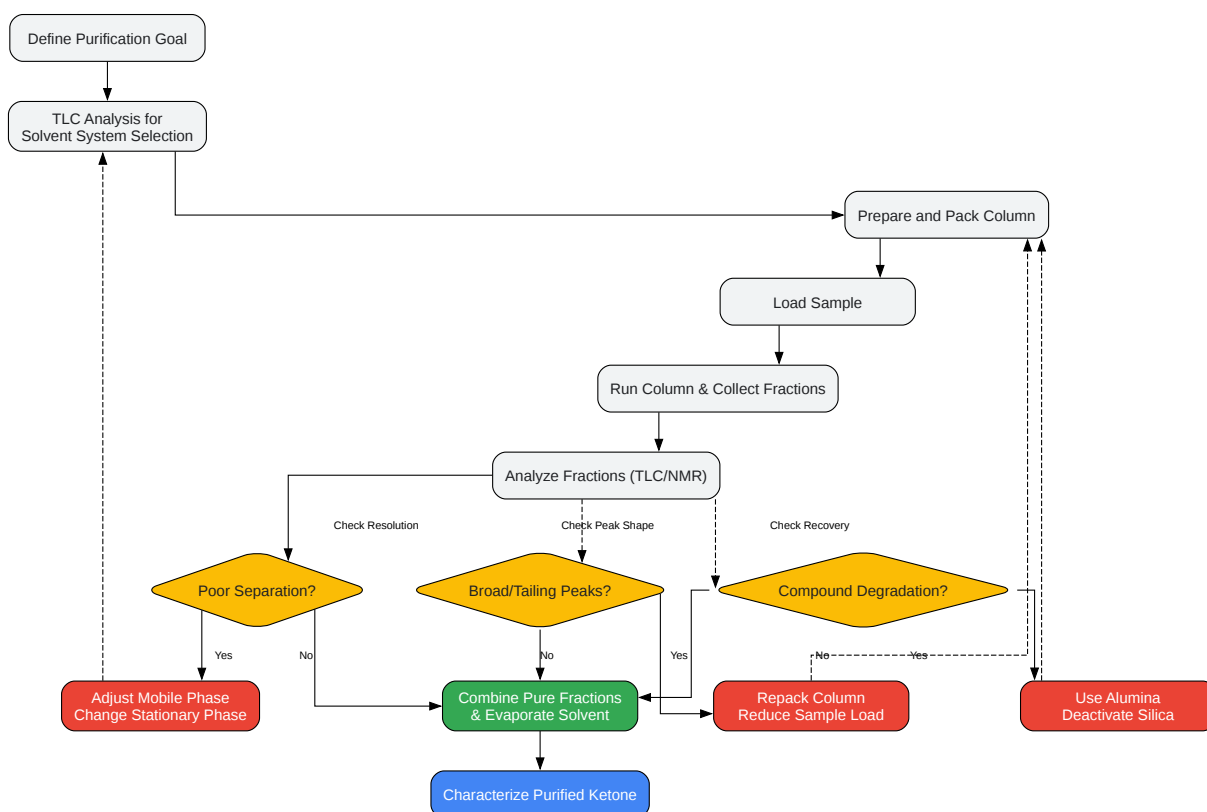 Define Purification Goal
TLC Analysis for
Solvent System Selection
Prepare and Pack Column
Load Sample
Run Column & Collect Fractions
Analyze Fractions (TLC/NMR)
Check Resolution
Check Peak Shape
Check Recovery
Poor Separation?
Broad/Tailing Peaks?
Compound Degradation?
Yes
No
No
Yes
No
Yes
Adjust Mobile Phase
Change Stationary Phase
Combine Pure Fractions
& Evaporate Solvent
Repack Column
Reduce Sample Load
Use Alumina
Deactivate Silica
Characterize Purified Ketone